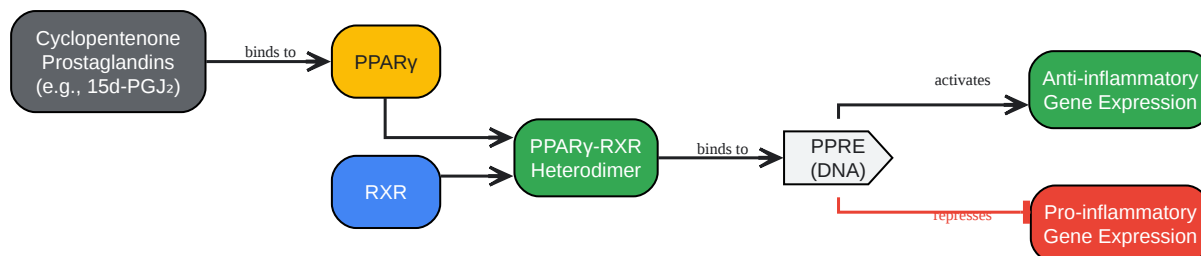 Cyclopentenone
Prostaglandins
(e.g., 15d-PGJ₂)
binds to
PPARγ
RXR
PPARγ-RXR
Heterodimer
binds to
PPRE
(DNA)
activates
Anti-inflammatory
Gene Expression
represses
Pro-inflammatory
Gene Expression